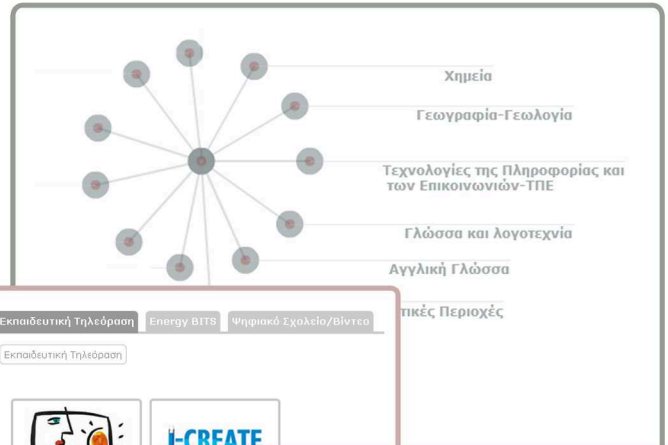 Χημεία
Γεωγραφία-Γεωλογία
Τεχνολογίες της Πληροφορίας και
των Επικοινωνιών-ΤΠΕ
Γλώσσα και λογοτεχνία
Αγγλική Γλώσσα
Περιοχές
Εκπαιδευτική Τηλεόραση Energy BITS Ψηφιακό Σχολείο/Βίντεο
Εκπαιδευτική Τηλεόραση
I-CREATE